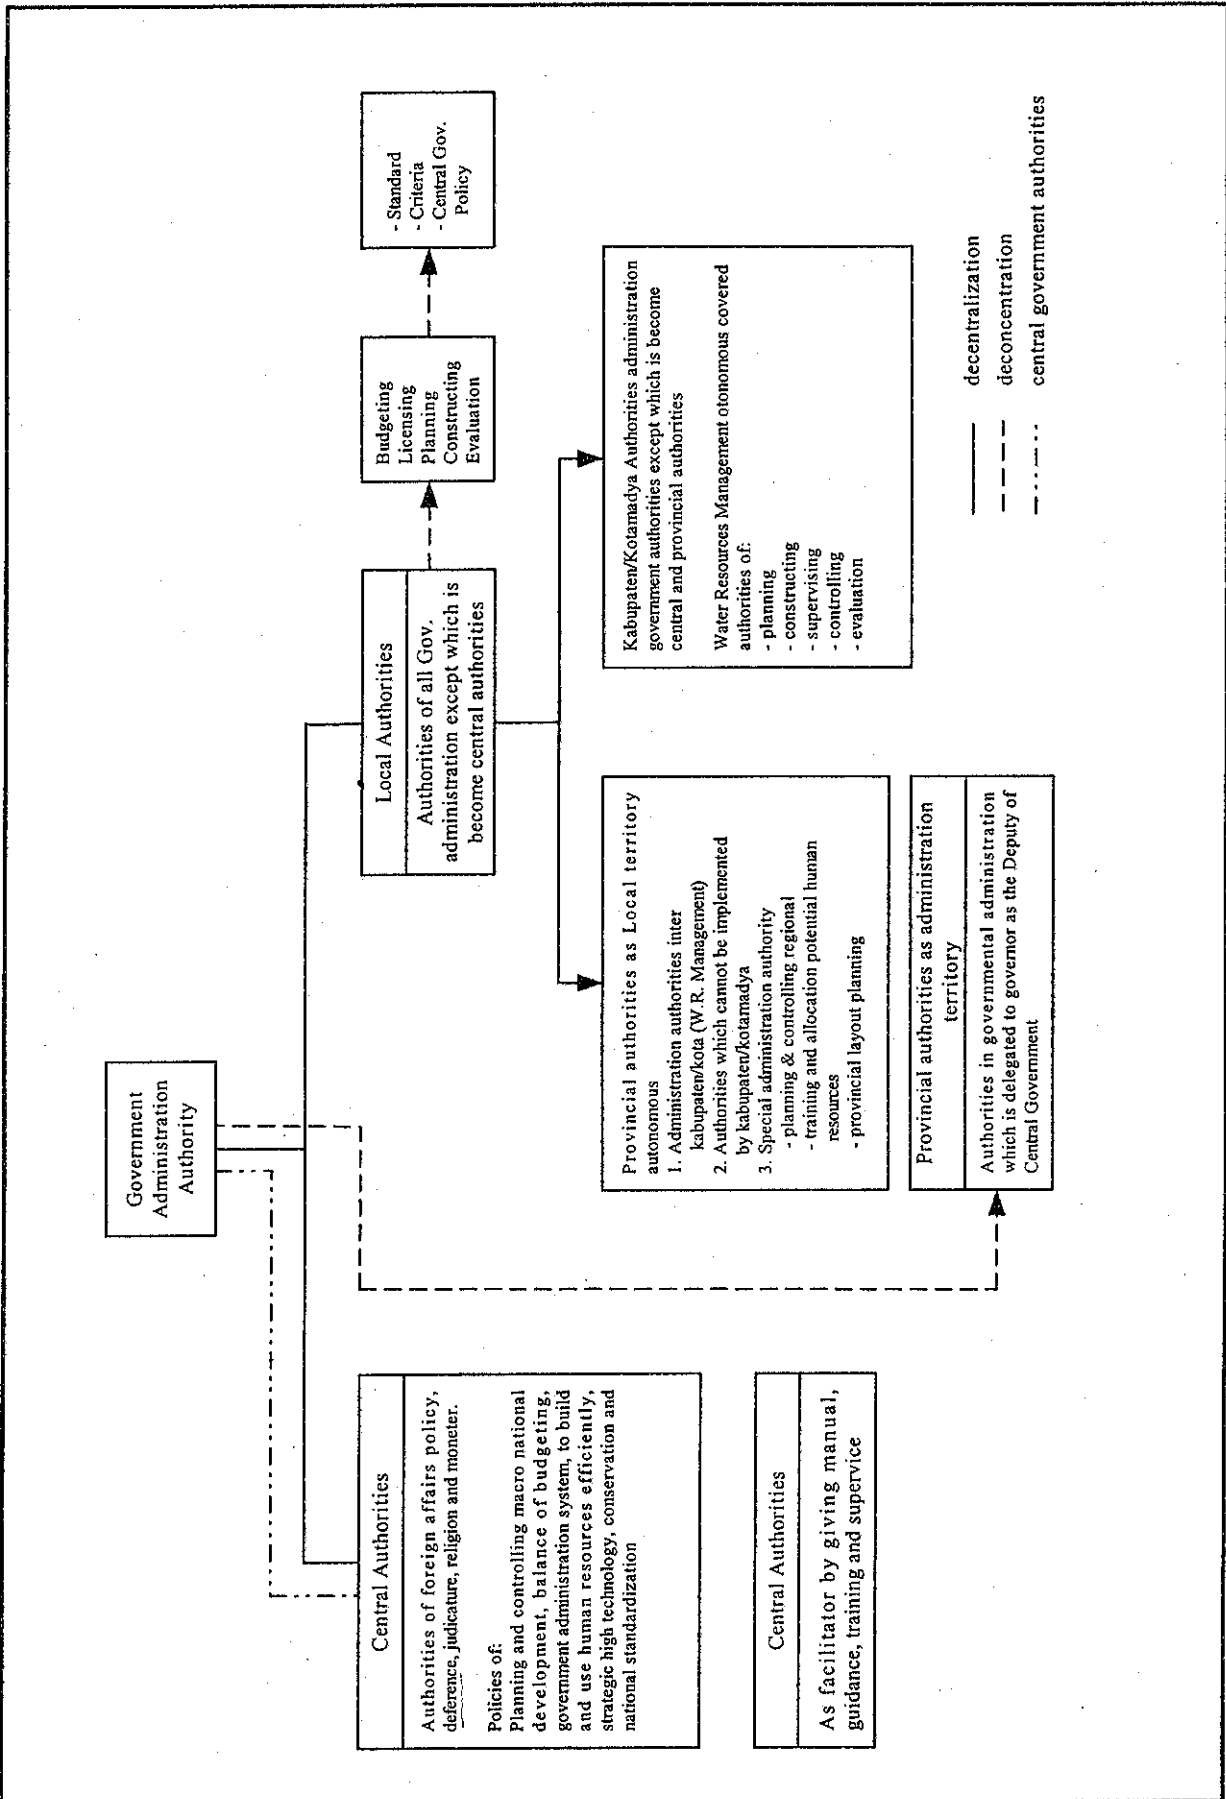 Government
Administration
Authority
Central Authorities
Authorities of foreign affairs policy,
deference, judicature, religion and moneter.
Policies of:
Planning and controlling macro national
development, balance of budgeting,
government administration system, to build
and use human resources efficiently,
strategic high technology, conservation and
national standardization
Central Authorities
As facilitator by giving manual,
guidance, training and supervice
Local Authorities
Authorities of all Gov.
administration except which is
become central authorities
Budgeting
Licensing
Planning
Constructing
Evaluation
- Standard
- Criteria
- Central Gov.
Policy
Provincial authorities as Local territory
autonomous
1. Administration authorities inter
kabupaten/kota (W.R. Management)
2. Authorities which cannot be implemented
by kabupaten/kotamadya
3. Special administration authority
- planning & controlling regional
- training and allocation potential human
resources
- provincial layout planning
Provincial authorities as administration
territory
Authorities in governmental administration
which is delegated to governor as the Deputy of
Central Government
Kabupaten/Kotamadya Authorities administration
government authorities except which is become
central and provincial authorities
Water Resources Management otonomous covered
authorities of:
- planning
- constructing
- supervising
- controlling
- evaluation
decentralization
deconcentration
central government authorities